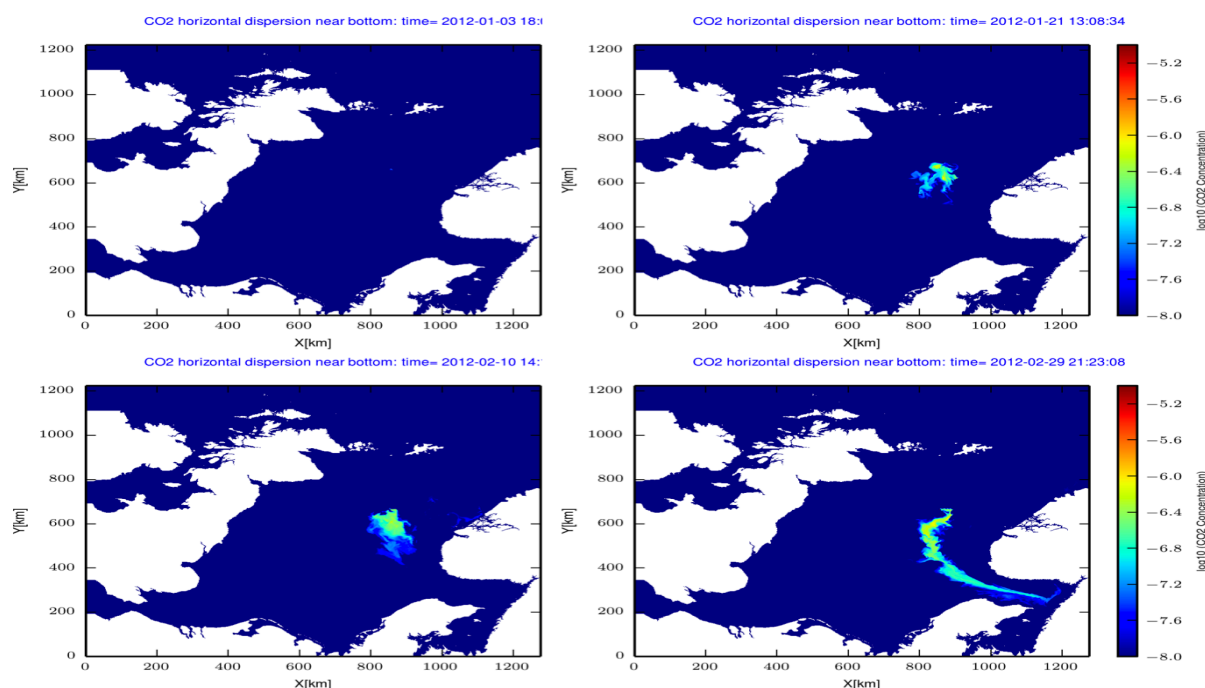 CO2 horizontal dispersion near bottom: time= 2012-01-03 18:0
CO2 horizontal dispersion near bottom: time= 2012-01-21 13:08:34
1200
1000
800
600
400
200
0
Y[km]
0 200 400 600 800 1000 1200
X[km]
1200
1000
800
600
400
200
0
Y[km]
0 200 400 600 800 1000 1200
X[km]
−5.2
−5.6
−6.0
−6.4
−6.8
−7.2
−7.6
−8.0
log10 (CO2 Concentration)
CO2 horizontal dispersion near bottom: time= 2012-02-10 14:
CO2 horizontal dispersion near bottom: time= 2012-02-29 21:23:08
1200
1000
800
600
400
200
0
Y[km]
0 200 400 600 800 1000 1200
X[km]
1200
1000
800
600
400
200
0
Y[km]
0 200 400 600 800 1000 1200
X[km]
−5.2
−5.6
−6.0
−6.4
−6.8
−7.2
−7.6
−8.0
log10 (CO2 Concentration)